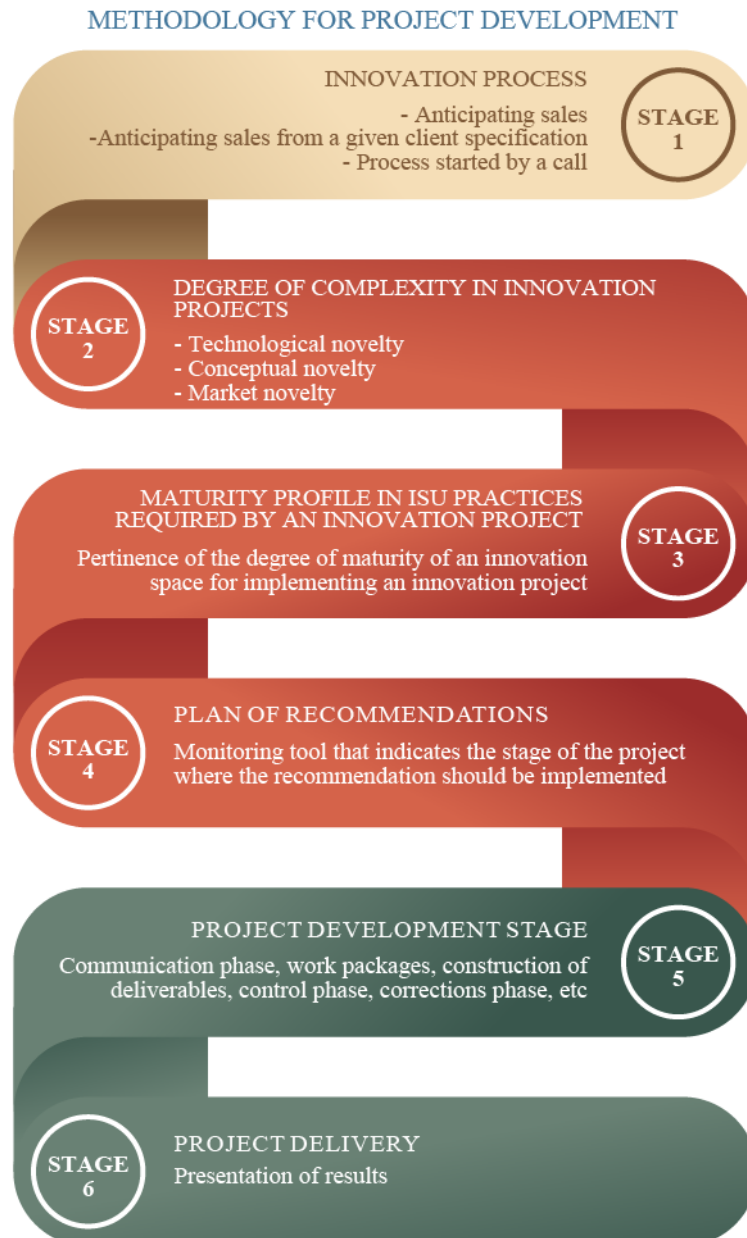 METHODOLOGY FOR PROJECT DEVELOPMENT
INNOVATION PROCESS
- Anticipating sales
-Anticipating sales from a given client specification
- Process started by a call
STAGE
1
DEGREE OF COMPLEXITY IN INNOVATION
PROJECTS
- Technological novelty
- Conceptual novelty
- Market novelty
STAGE
2
MATURITY PROFILE IN ISU PRACTICES
REQUIRED BY AN INNOVATION PROJECT
Pertinence of the degree of maturity of an innovation
space for implementing an innovation project
STAGE
3
PLAN OF RECOMMENDATIONS
Monitoring tool that indicates the stage of the project
where the recommendation should be implemented
STAGE
4
PROJECT DEVELOPMENT STAGE
Communication phase, work packages, construction of
deliverables, control phase, corrections phase, etc
STAGE
5
PROJECT DELIVERY
Presentation of results
STAGE
6